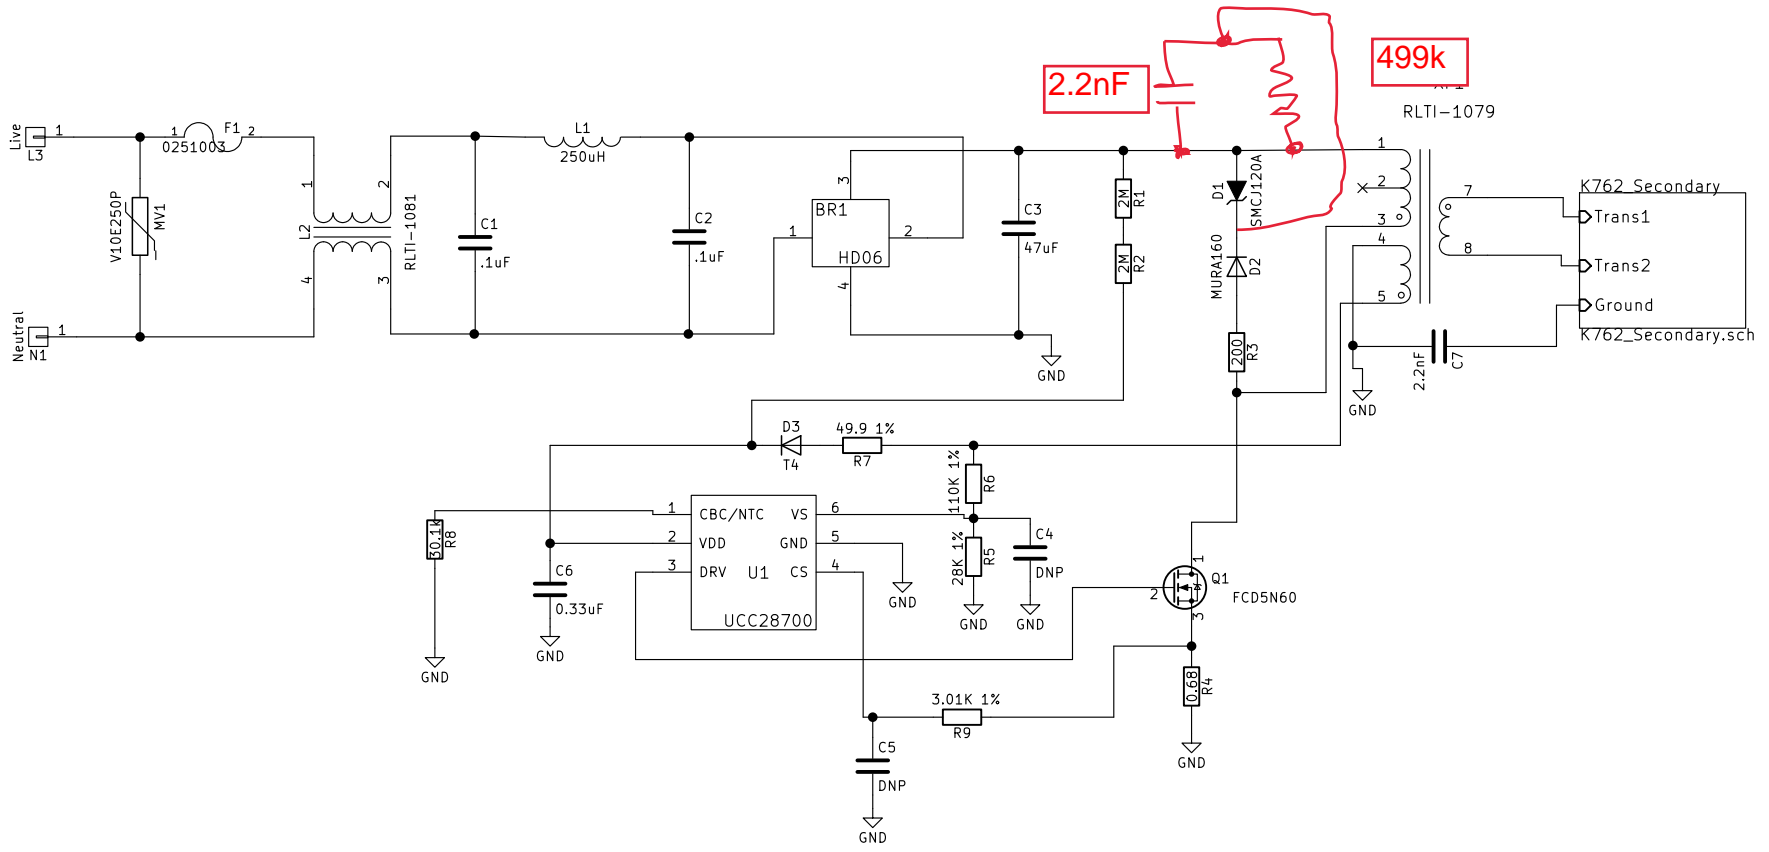 2.2nF
499k
RLTI-1079
Live
1
L3
1
F1
2
0251003
L1
250uH
1
2
L2
RLTI-1081
4
3
V10E250P
MV1
C1
.1uF
C2
.1uF
3
BR1
1
2
HD06
4
C3
47uF
2M
R1
2M
R2
D1
SMCJ120A
MURA160
D2
200
R3
1
2
3
4
5
7
8
K762_Secondary
Trans1
Trans2
Ground
K762_Secondary.sch
2.2nF
C7
GND
GND
Neutral
1
N1
D3
T4
49.9 1%
R7
110K 1%
R6
28K 1%
R5
C4
DNP
GND
GND
30.1K
R8
GND
C6
0.33uF
GND
1
CBC/NTC
VS
6
2
VDD
GND
5
3
DRV
U1
CS
4
UCC28700
GND
1
2
3
Q1
FCD5N60
0.68
R4
GND
3.01K 1%
R9
C5
DNP
GND